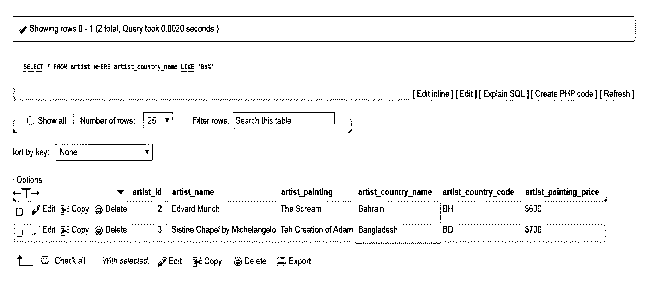 Showing rows 0 - 1 (2 total, Query took 0.0020 seconds.)
SELECT * FROM artist WHERE artist_country_name LIKE 'Ba%'
[ Edit inline ] [ Edit ] [ Explain SQL ] [ Create PHP code ] [ Refresh ]
Show all Number of rows: 25 Filter rows: Search this table
Sort by key: None
Options
artist_id artist_name artist_painting artist_country_name artist_country_code artist_painting_price
Edit Copy Delete 2 Edvard Munch The Scream Bahrain BH
Edit Copy Delete 3 Sistine Chapel by Michelangelo Teh Creation of Adam Bangladesh BD
Check all With selected: Edit Copy Delete Export